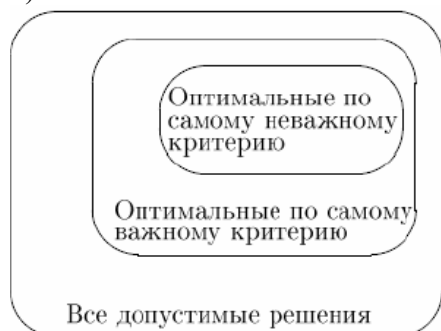 Оптимальные по
самому неважному
критерию
Оптимальные по самому
важному критерию
Все допустимые решения